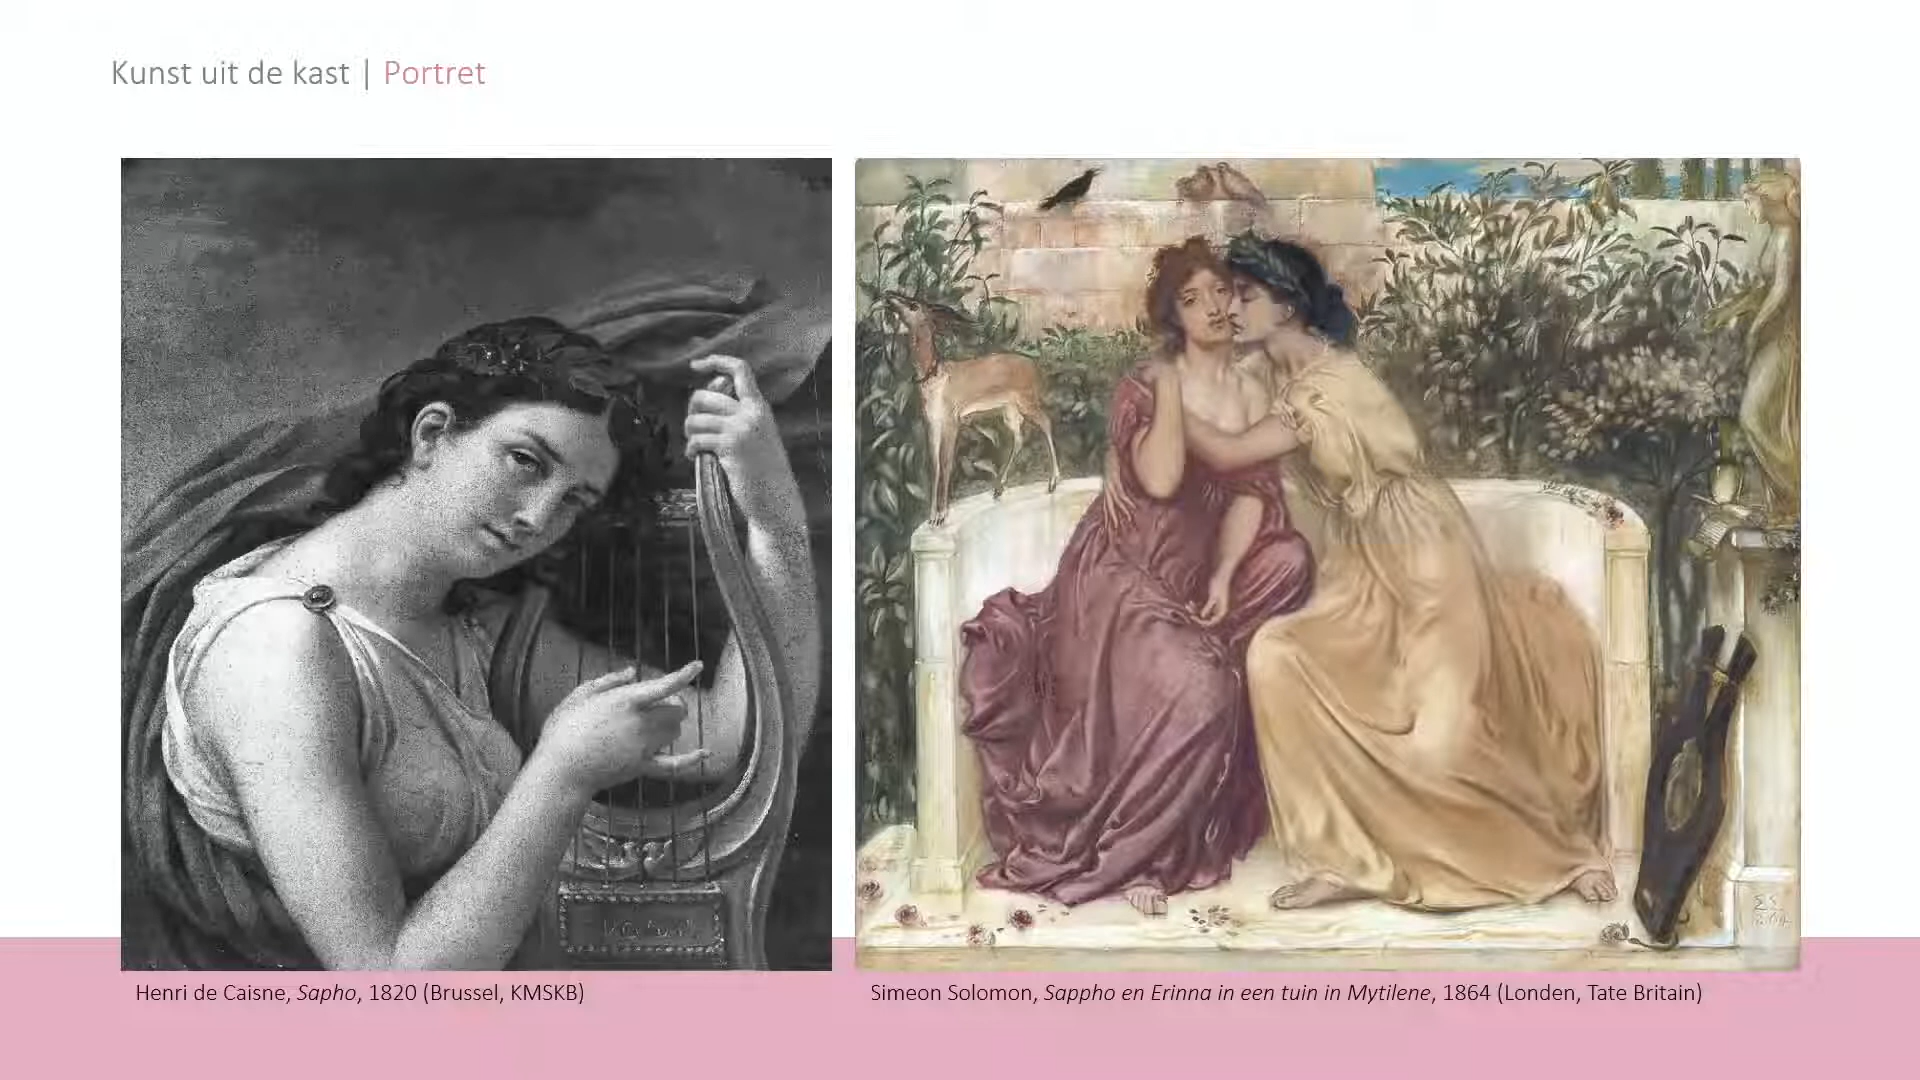 Kunst uit de kast | Portret
Henri de Caisne, Sapho, 1820 (Brussel, KMSKB)
Simeon Solomon, Sappho en Erinna in een tuin in Mytilene, 1864 (Londen, Tate Britain)